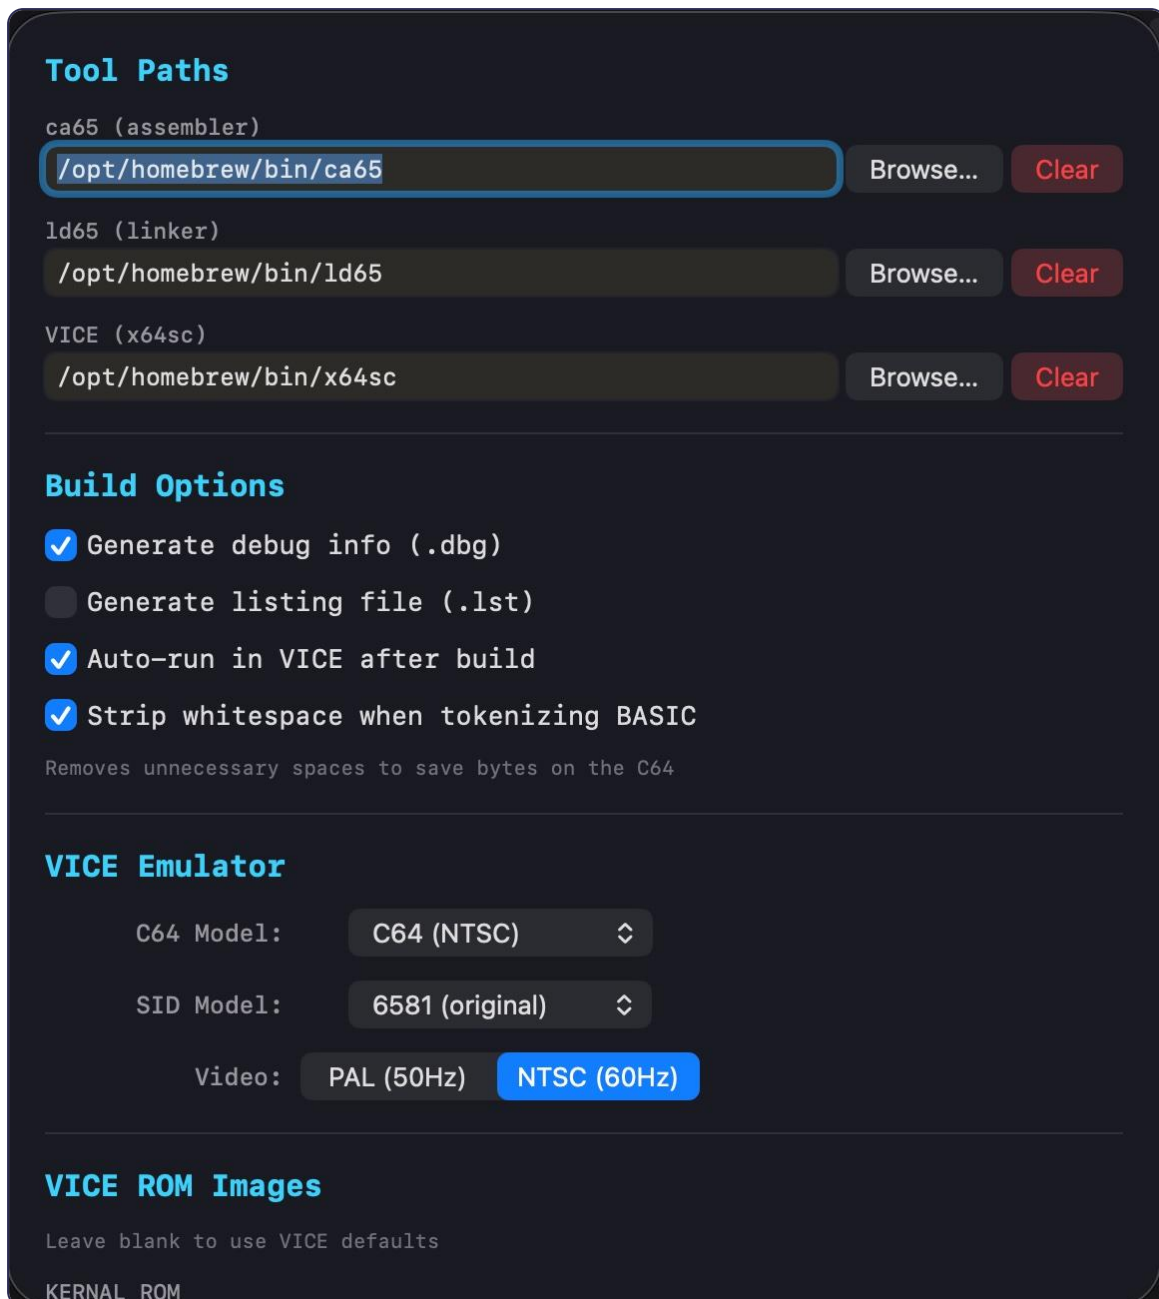 Tool Paths
ca65 (assembler)
/opt/homebrew/bin/ca65 Browse... Clear
ld65 (linker)
/opt/homebrew/bin/ld65 Browse... Clear
VICE (x64sc)
/opt/homebrew/bin/x64sc Browse... Clear
Build Options
Generate debug info (.dbg)
Generate listing file (.lst)
Auto-run in VICE after build
Strip whitespace when tokenizing BASIC
Removes unnecessary spaces to save bytes on the C64
VICE Emulator
C64 Model: C64 (NTSC)
SID Model: 6581 (original)
Video: PAL (50Hz) NTSC (60Hz)
VICE ROM Images
Leave blank to use VICE defaults
KERNAL ROM